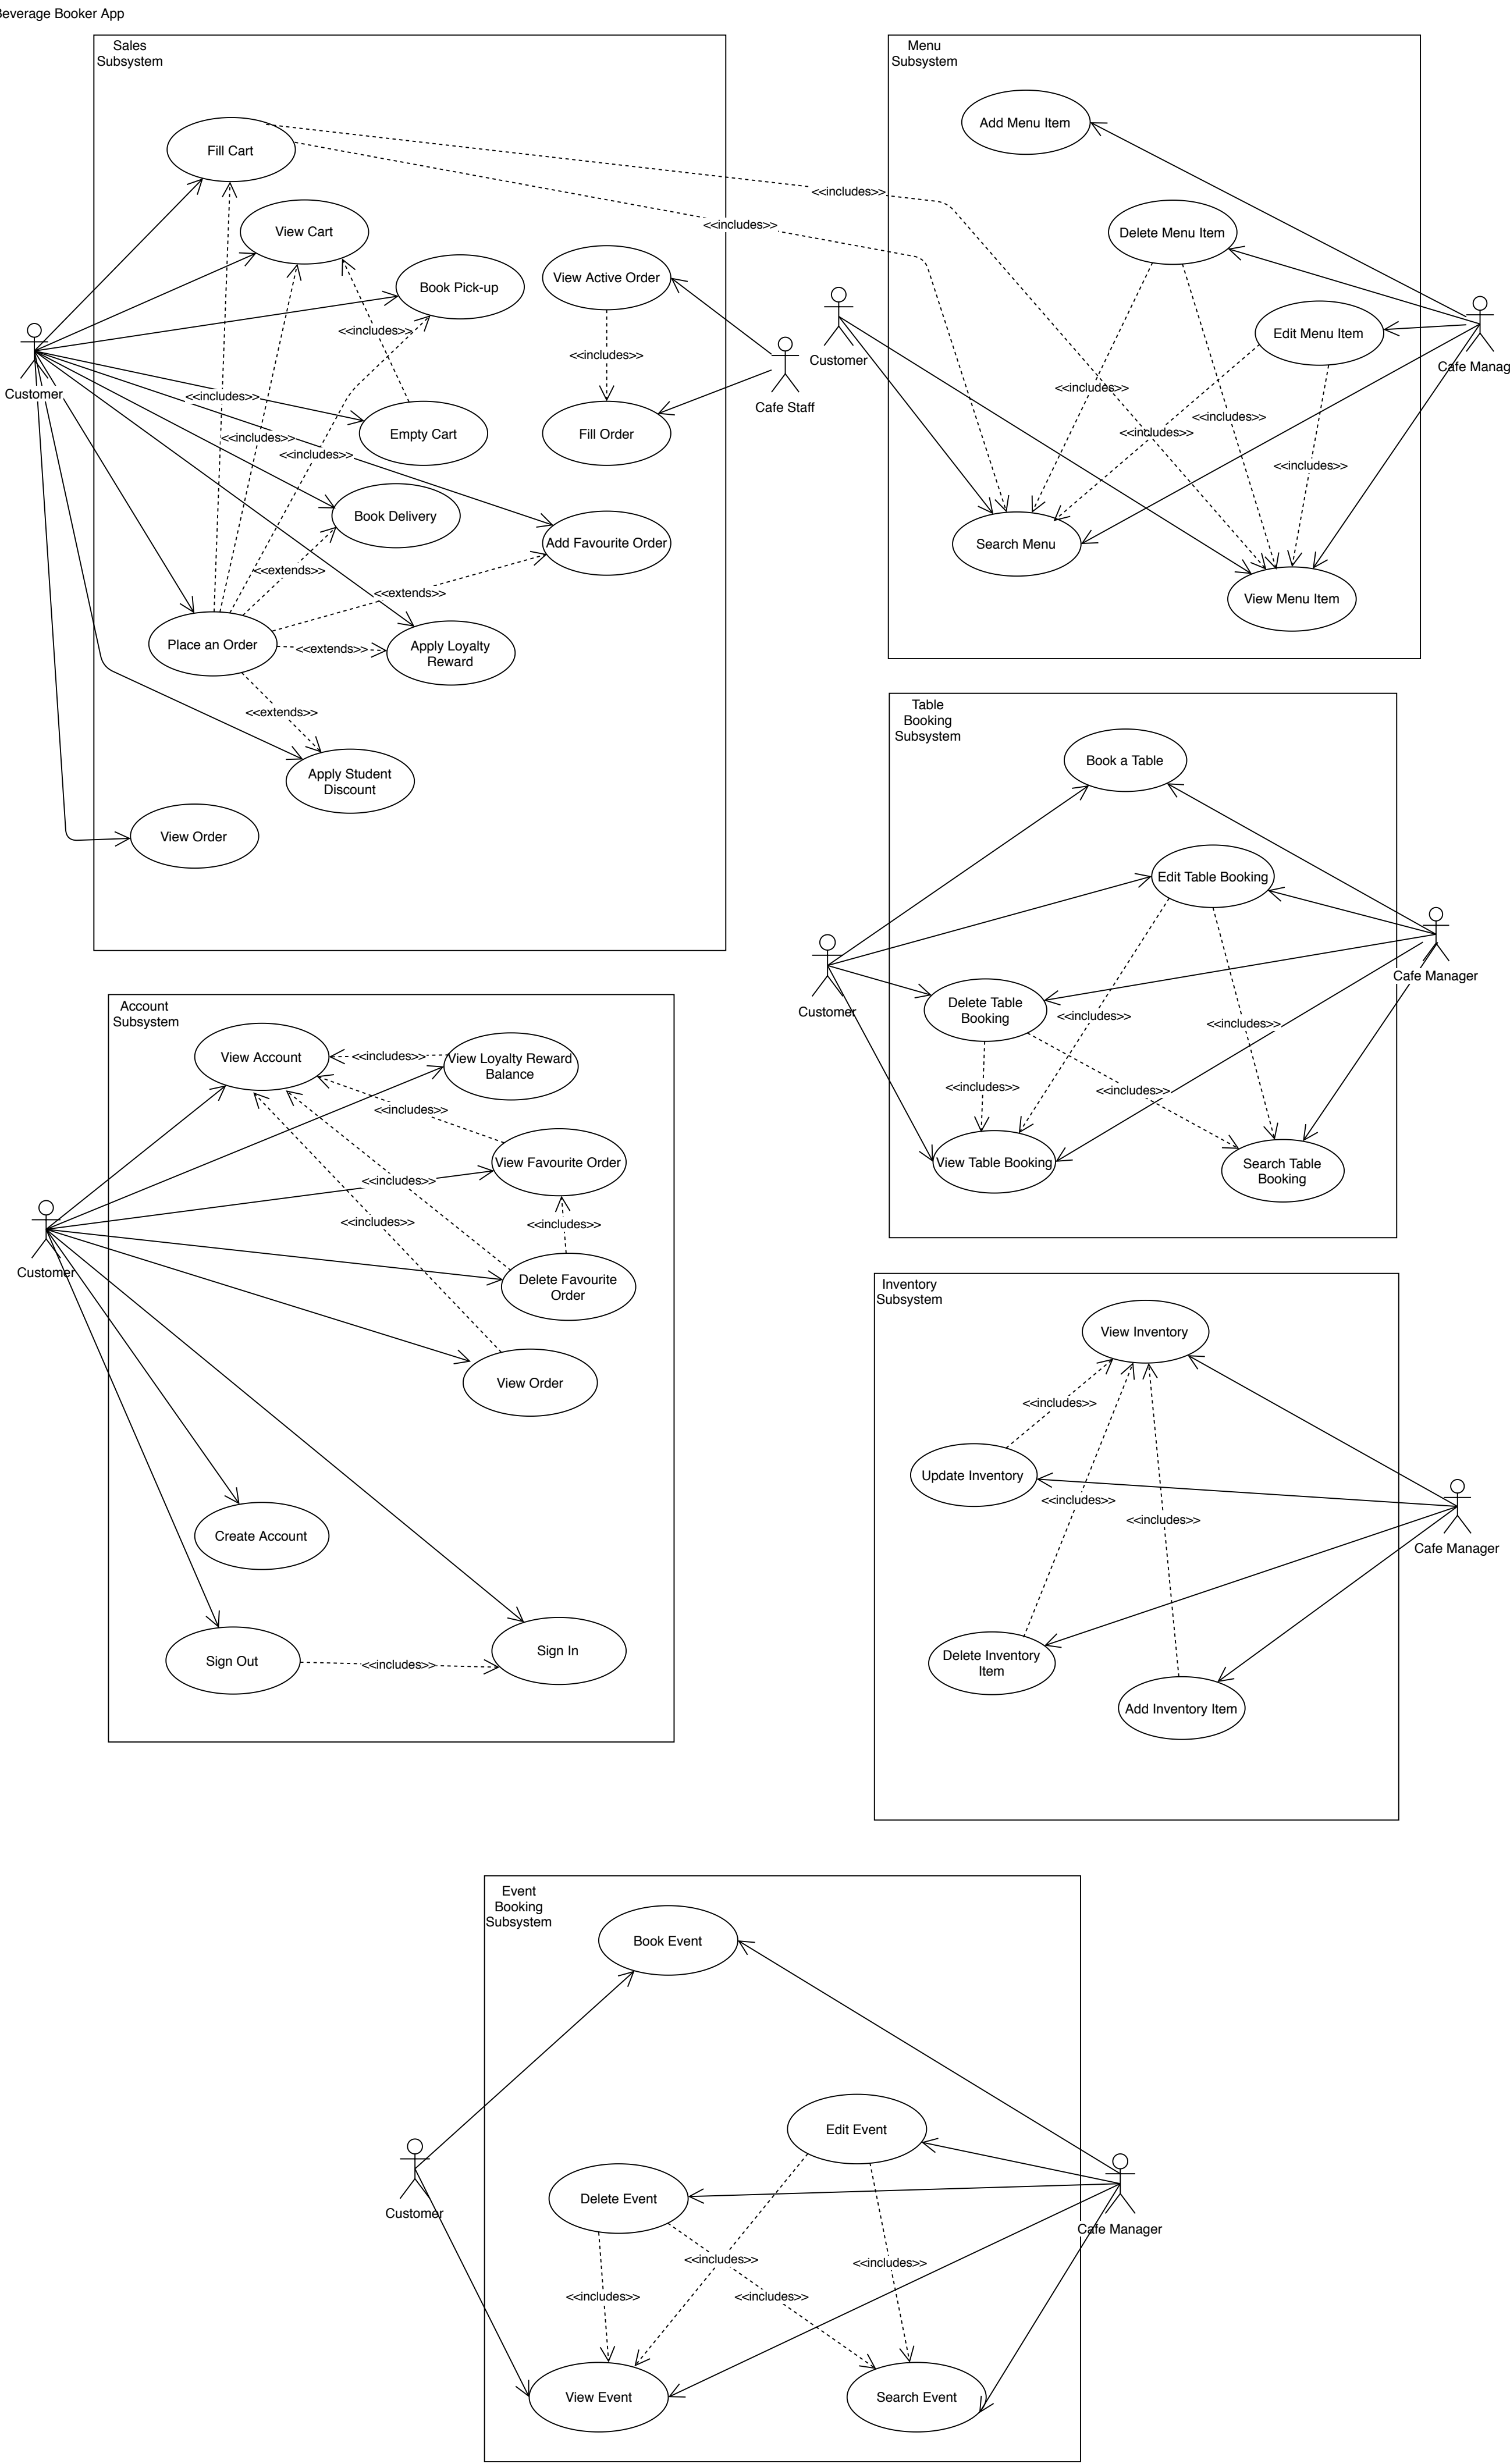 Beverage Booker App
Sales
Subsystem
Fill Cart
View Cart
Book Pick-up
View Active Order
<<includes>>
<<includes>>
Customer
Cafe Staff
<<includes>>
<<includes>>
<<includes>>
Empty Cart
Fill Order
Book Delivery
Add Favourite Order
<<extends>>
<<extends>>
Place an Order
<<extends>>
Apply Loyalty
Reward
<<extends>>
Apply Student
Discount
View Order
<<includes>>
<<includes>>
Menu
Subsystem
Add Menu Item
Delete Menu Item
Edit Menu Item
Customer
Cafe Manag
<<includes>>
<<includes>>
<<includes>>
<<includes>>
Search Menu
View Menu Item
Table
Booking
Subsystem
Book a Table
Edit Table Booking
Customer
Cafe Manager
Delete Table
Booking
<<includes>>
<<includes>>
<<includes>>
<<includes>>
View Table Booking
Search Table
Booking
Account
Subsystem
View Account
<<includes>>
View Loyalty Reward
Balance
<<includes>>
View Favourite Order
<<includes>>
<<includes>>
<<includes>>
Customer
Delete Favourite
Order
View Order
Create Account
Sign Out
<<includes>>
Sign In
Inventory
Subsystem
View Inventory
<<includes>>
Update Inventory
<<includes>>
<<includes>>
Cafe Manager
Delete Inventory
Item
Add Inventory Item
Event
Booking
Subsystem
Book Event
Edit Event
Delete Event
Customer
Cafe Manager
<<includes>>
<<includes>>
<<includes>>
<<includes>>
View Event
Search Event